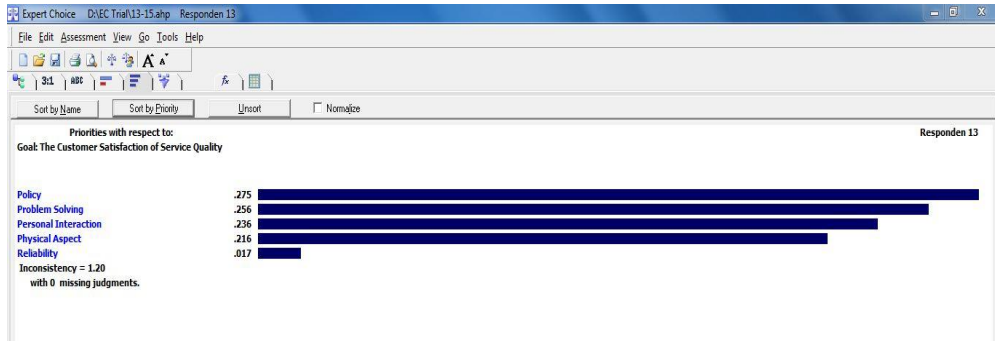 Expert Choice D:\EC Trial\13-15.ahp Responden 13
File Edit Assessment View Go Tools Help
A A
3:1 ABC fx
Sort by Name Sort by Priority Unsort Normalize
Priorities with respect to: Responden 13
Goal: The Customer Satisfaction of Service Quality
Policy .275
Problem Solving .256
Personal Interaction .236
Physical Aspect .216
Reliability .017
Inconsistency = 1.20
with 0 missing judgments.